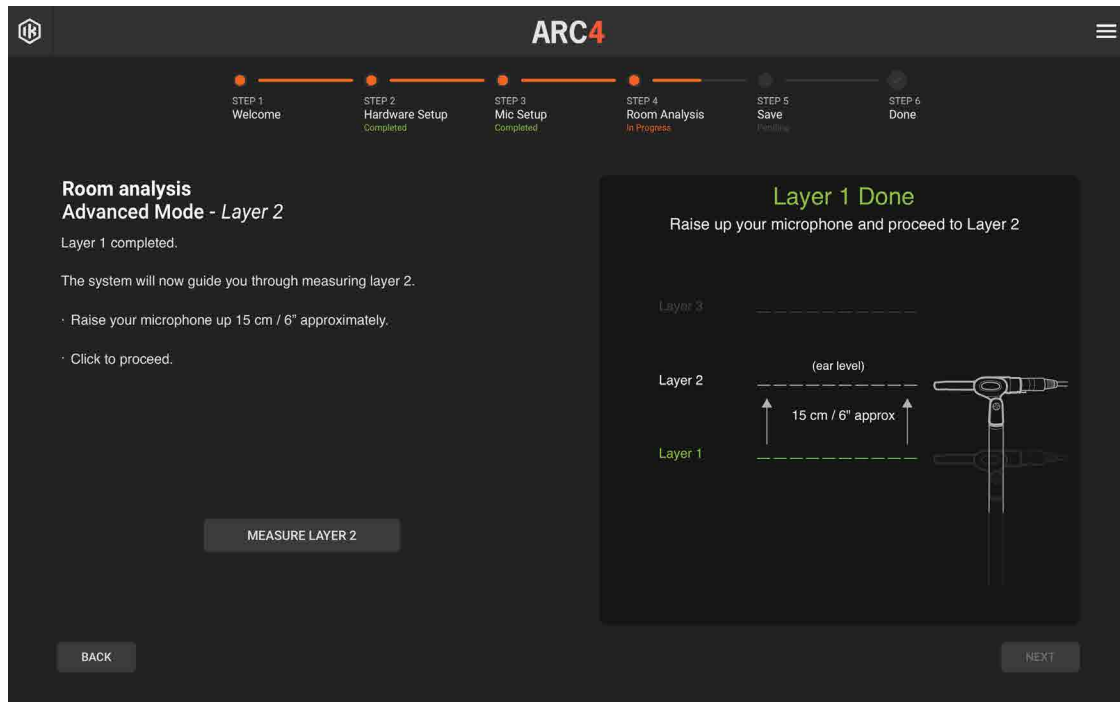 ARC4
STEP 1
Welcome
STEP 2
Hardware Setup
Completed
STEP 3
Mic Setup
Completed
STEP 4
Room Analysis
In Progress
STEP 5
Save
Pending
STEP 6
Done
Room analysis
Advanced Mode - Layer 2
Layer 1 completed.
The system will now guide you through measuring layer 2.
· Raise your microphone up 15 cm / 6” approximately.
· Click to proceed.
MEASURE LAYER 2
BACK
Layer 1 Done
Raise up your microphone and proceed to Layer 2
Layer 3
(ear level)
Layer 2
15 cm / 6" approx
Layer 1
NEXT